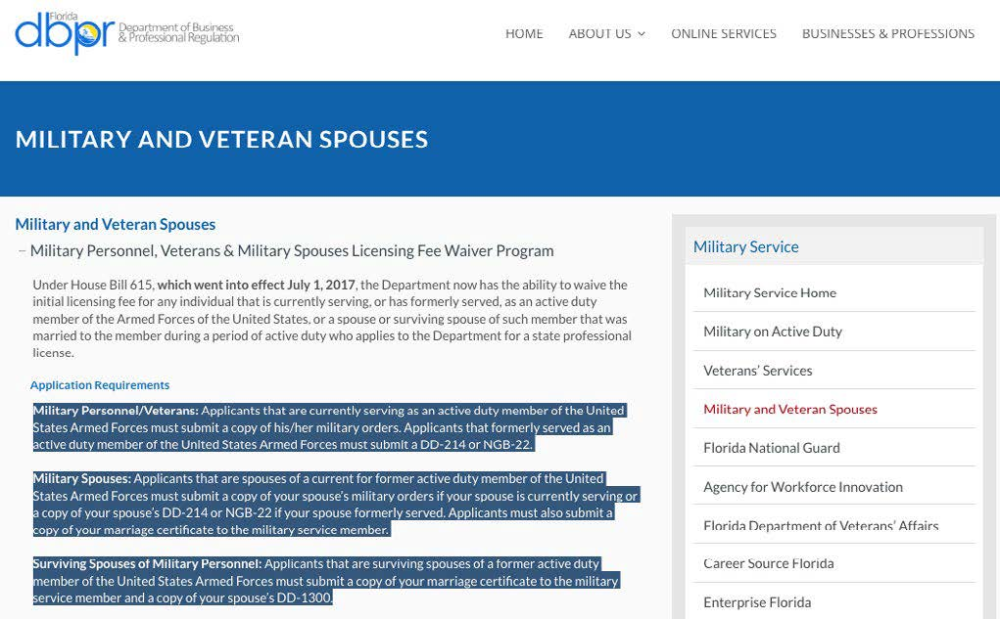 Florida
dbpr Department of Business
& Professional Regulation
HOME ABOUT US ONLINE SERVICES BUSINESSES & PROFESSIONS
MILITARY AND VETERAN SPOUSES
Military and Veteran Spouses
– Military Personnel, Veterans & Military Spouses Licensing Fee Waiver Program
Under House Bill 615, which went into effect July 1, 2017, the Department now has the ability to waive the
initial licensing fee for any individual that is currently serving, or has formerly served, as an active duty
member of the Armed Forces of the United States, or a spouse or surviving spouse of such member that was
married to the member during a period of active duty who applies to the Department for a state professional
license.
Application Requirements
Military Personnel/Veterans: Applicants that are currently serving as an active duty member of the United
States Armed Forces must submit a copy of his/her military orders. Applicants that formerly served as an
active duty member of the United States Armed Forces must submit a DD-214 or NGB-22.
Military Spouses: Applicants that are spouses of a current for former active duty member of the United
States Armed Forces must submit a copy of your spouse's military orders if your spouse is currently serving or
a copy of your spouse's DD-214 or NGB-22 if your spouse formerly served. Applicants must also submit a
copy of your marriage certificate to the military service member.
Surviving Spouses of Military Personnel: Applicants that are surviving spouses of a former active duty
member of the United States Armed Forces must submit a copy of your marriage certificate to the military
service member and a copy of your spouse's DD-1300.
Military Service
Military Service Home
Military on Active Duty
Veterans' Services
Military and Veteran Spouses
Florida National Guard
Agency for Workforce Innovation
Florida Department of Veterans' Affairs
Career Source Florida
Enterprise Florida